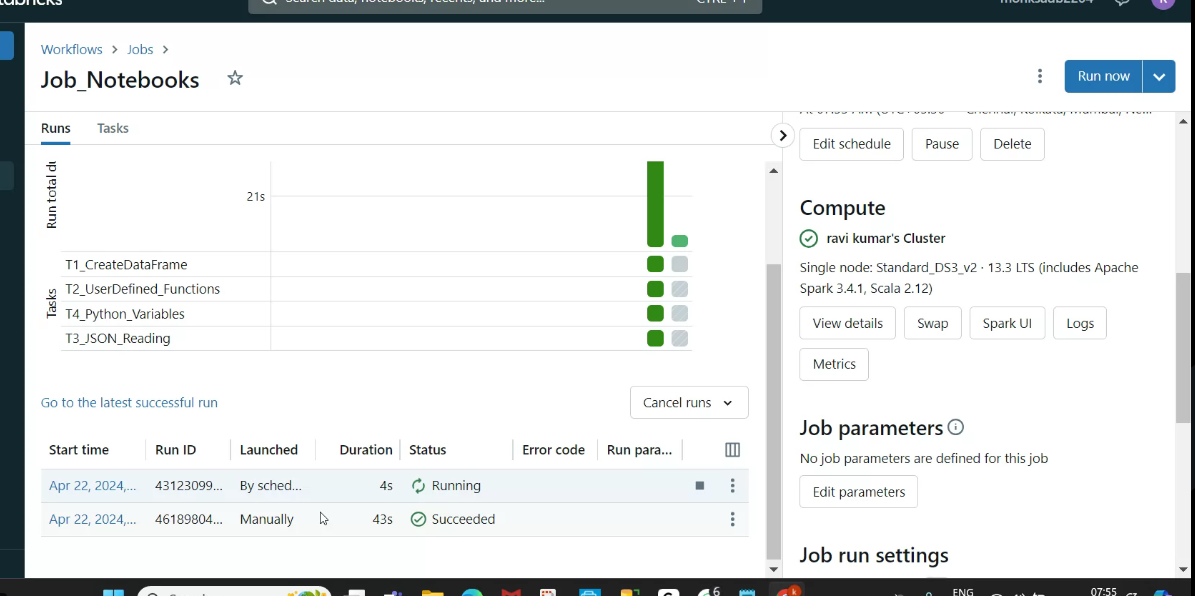 Workflows > Jobs >
Job_Notebooks
Run now
Runs
Tasks
Run total du
21s
Tasks
T1_CreateDataFrame
T2_UserDefined_Functions
T4_Python_Variables
T3_JSON_Reading
Go to the latest successful run
Cancel runs
Start time Run ID Launched Duration Status Error code Run para...
Apr 22, 2024,... 43123099... By sched... 4s Running
Apr 22, 2024,... 46189804... Manually 43s Succeeded
Edit schedule
Pause
Delete
Compute
ravi kumar's Cluster
Single node: Standard_DS3_v2 · 13.3 LTS (includes Apache
Spark 3.4.1, Scala 2.12)
View details
Swap
Spark UI
Logs
Metrics
Job parameters
No job parameters are defined for this job
Edit parameters
Job run settings
ENG
07:55